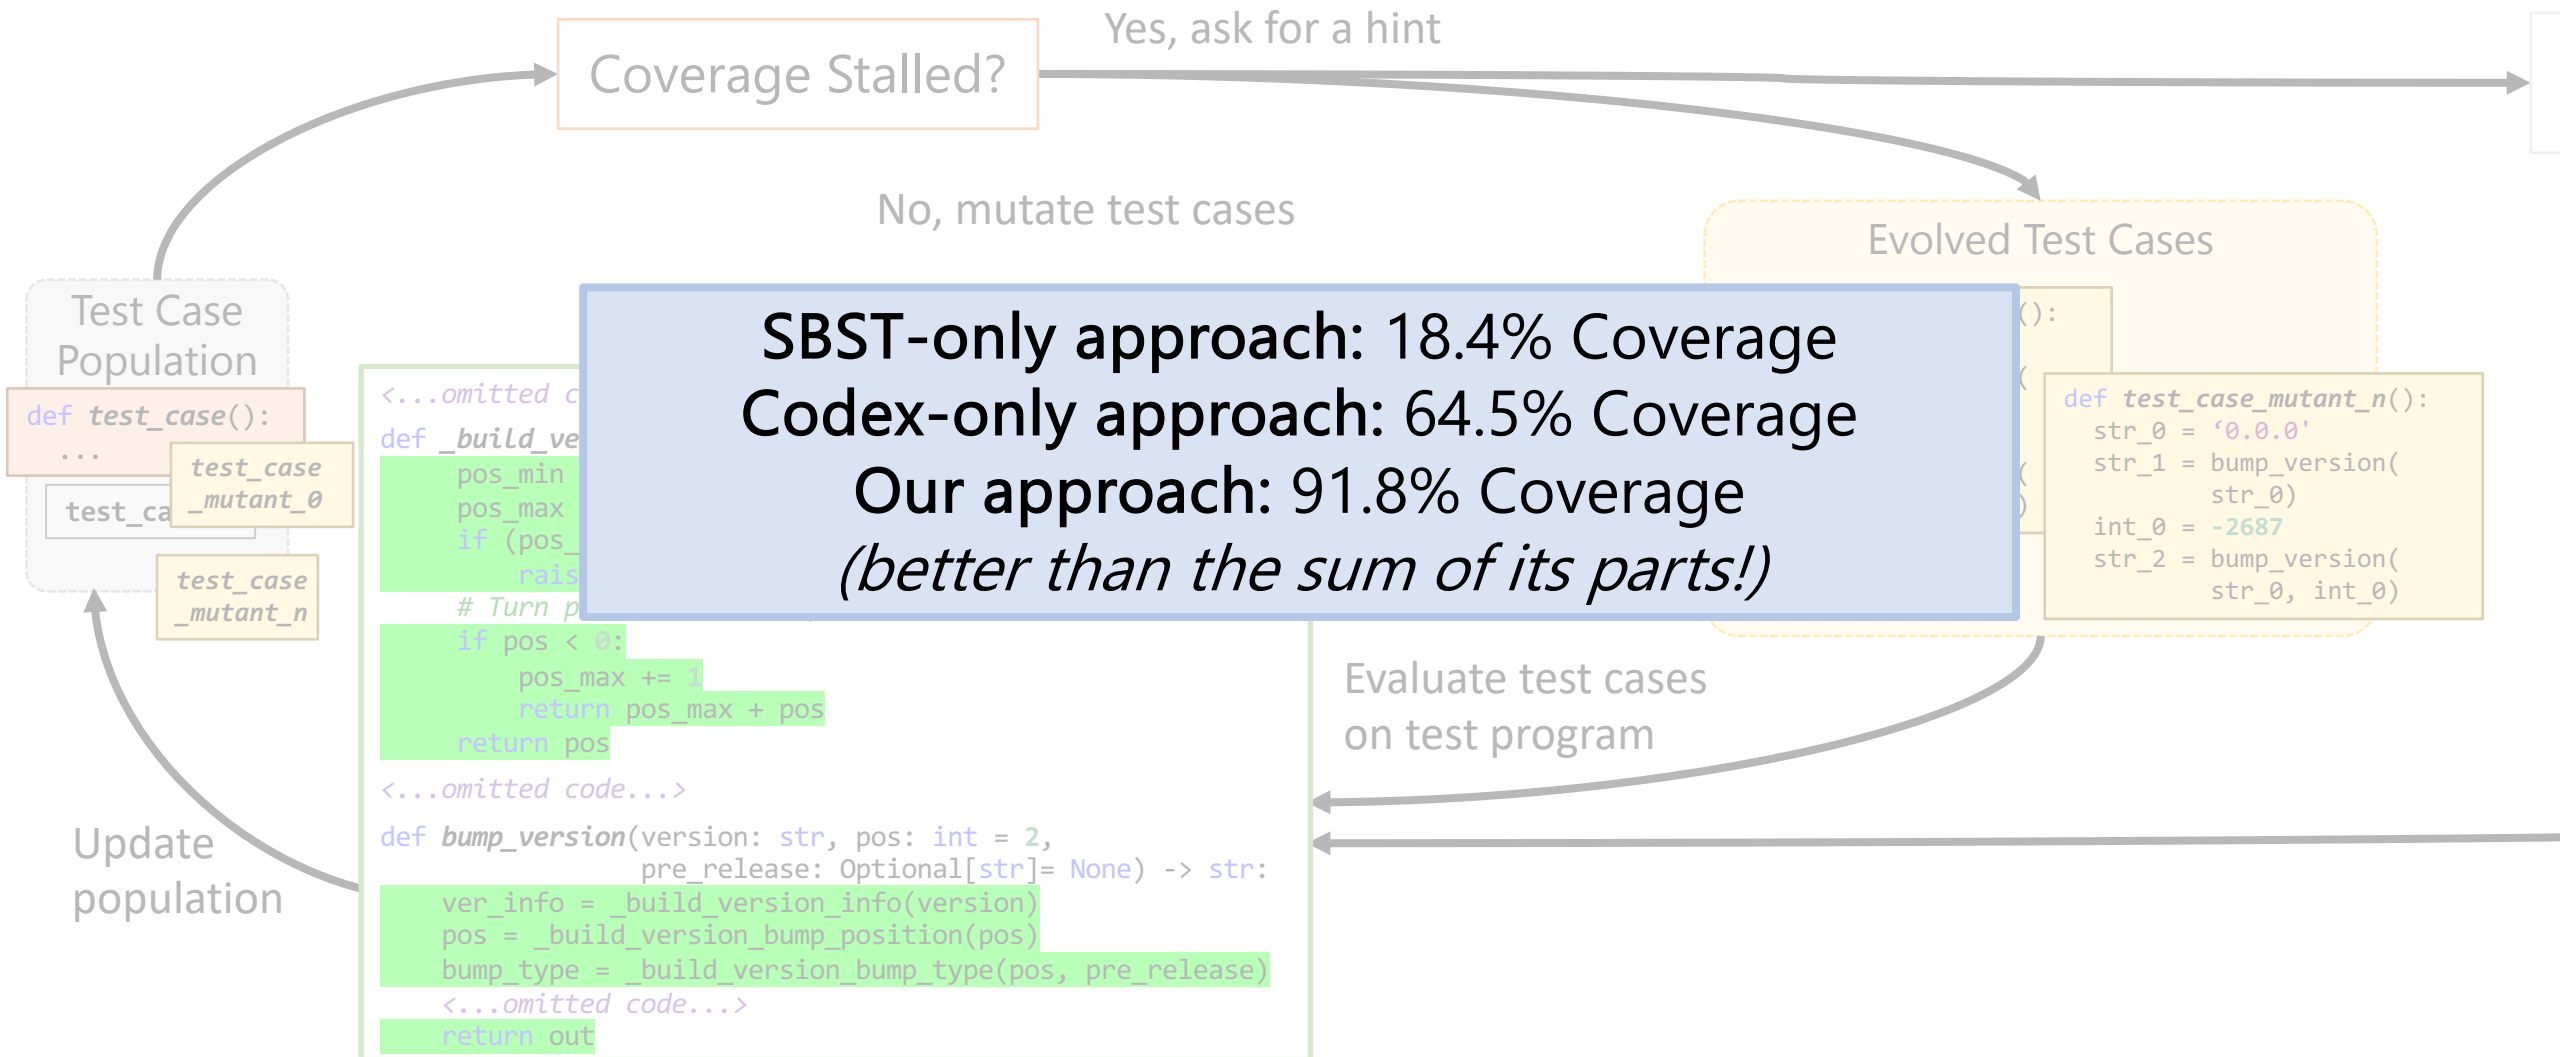 Yes, ask for a hint
Coverage Stalled?
No, mutate test cases
Evolved Test Cases
Test Case
Population
def test_case():
...
test_case
_mutant_0
test_ca
test_case
_mutant_n
SBST-only approach: 18.4% Coverage
Codex-only approach: 64.5% Coverage
Our approach: 91.8% Coverage
(better than the sum of its parts!)
():
(
(
)
def test_case_mutant_n():
str_0 = ‘0.0.0'
str_1 = bump_version(
str_0)
int_0 = -2687
str_2 = bump_version(
str_0, int_0)
<...omitted c
def _build_ve
pos_min
pos_max
if (pos_
rais
# Turn p
if pos < 0:
pos_max += 1
return pos_max + pos
return pos
<...omitted code...>
def bump_version(version: str, pos: int = 2,
pre_release: Optional[str]= None) -> str:
ver_info = _build_version_info(version)
pos = _build_version_bump_position(pos)
bump_type = _build_version_bump_type(pos, pre_release)
<...omitted code...>
return out
Evaluate test cases
on test program
Update
population